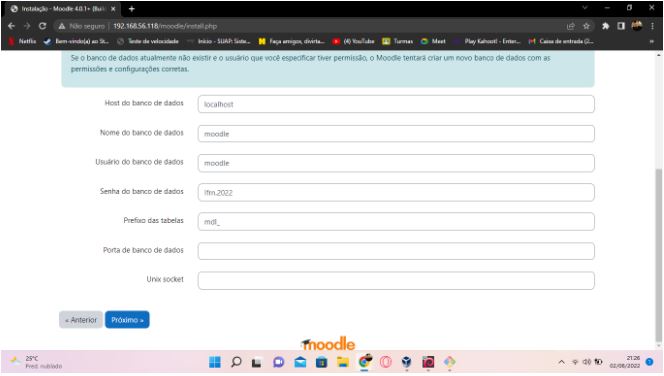 Instalação - Moodle 4.0.1+ (Build
Não seguro | 192.168.56.118/moodle/install.php
Netflix
Bem-vindo(a) ao St...
Teste de velocidade
Início - SUAP: Siste...
Faça amigos, divirta...
(4) YouTube
Turmas
Meet
Play Kahoot! - Enter...
Caixa de entrada (2...
»
Se o banco de dados atualmente não existir e o usuário que você especificar tiver permissão, o Moodle tentará criar um novo banco de dados com as
permissões e configurações corretas.
Host do banco de dados
localhost
Nome do banco de dados
moodle
Usuário do banco de dados
moodle
Senha do banco de dados
Prefixo das tabelas
mdl_
Porta de banco de dados
Unix socket
« Anterior
Próximo »
moodle
25°C
Pred. nublado
21:26
02/08/2022